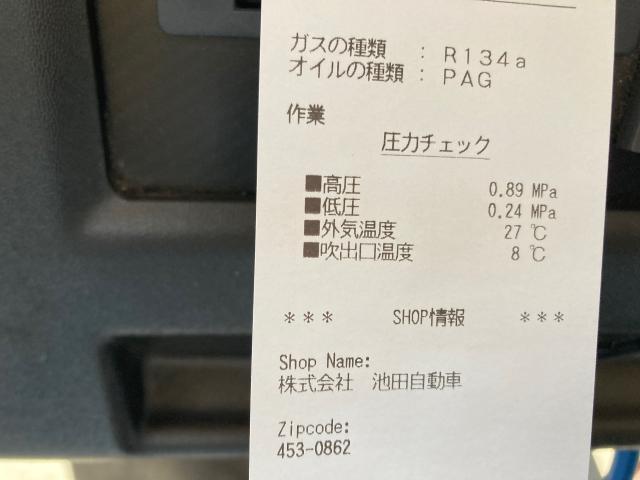 ガスの種類 : R134a
オイルの種類 : PAG
作業
圧力チェック
■高圧 0.89 MPa
■低圧 0.24 MPa
■外気温度 27 ℃
■吹出口温度 8 ℃
*** SHOP情報 ***
Shop Name:
株式会社 池田自動車
Zipcode:
453-0862